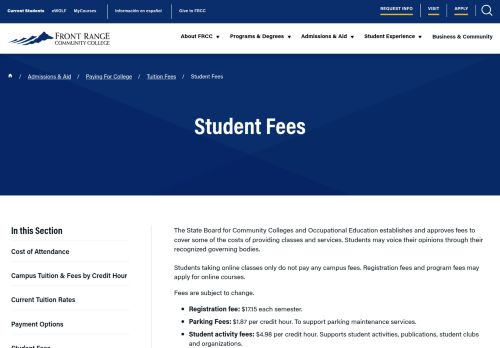 Current Students eWOLF MyCourses Información en español Give to FRCC REQUEST INFO VISIT APPLY
FRONT RANGE
COMMUNITY COLLEGE
About FRCC Programs & Degrees Admissions & Aid Student Experience Business & Community
/ Admissions & Aid / Paying For College / Tuition Fees / Student Fees
Student Fees
In this Section
Cost of Attendance
Campus Tuition & Fees by Credit Hour
Current Tuition Rates
Payment Options
Student Fees
The State Board for Community Colleges and Occupational Education establishes and approves fees to
cover some of the costs of providing classes and services. Students may voice their opinions through their
recognized governing bodies.
Students taking online classes only do not pay any campus fees. Registration fees and program fees may
apply for online courses.
Fees are subject to change.
• Registration fee: $17.15 each semester.
• Parking Fees: $1.87 per credit hour. To support parking maintenance services.
• Student activity fees: $4.98 per credit hour. Supports student activities, publications, student clubs
and organizations.